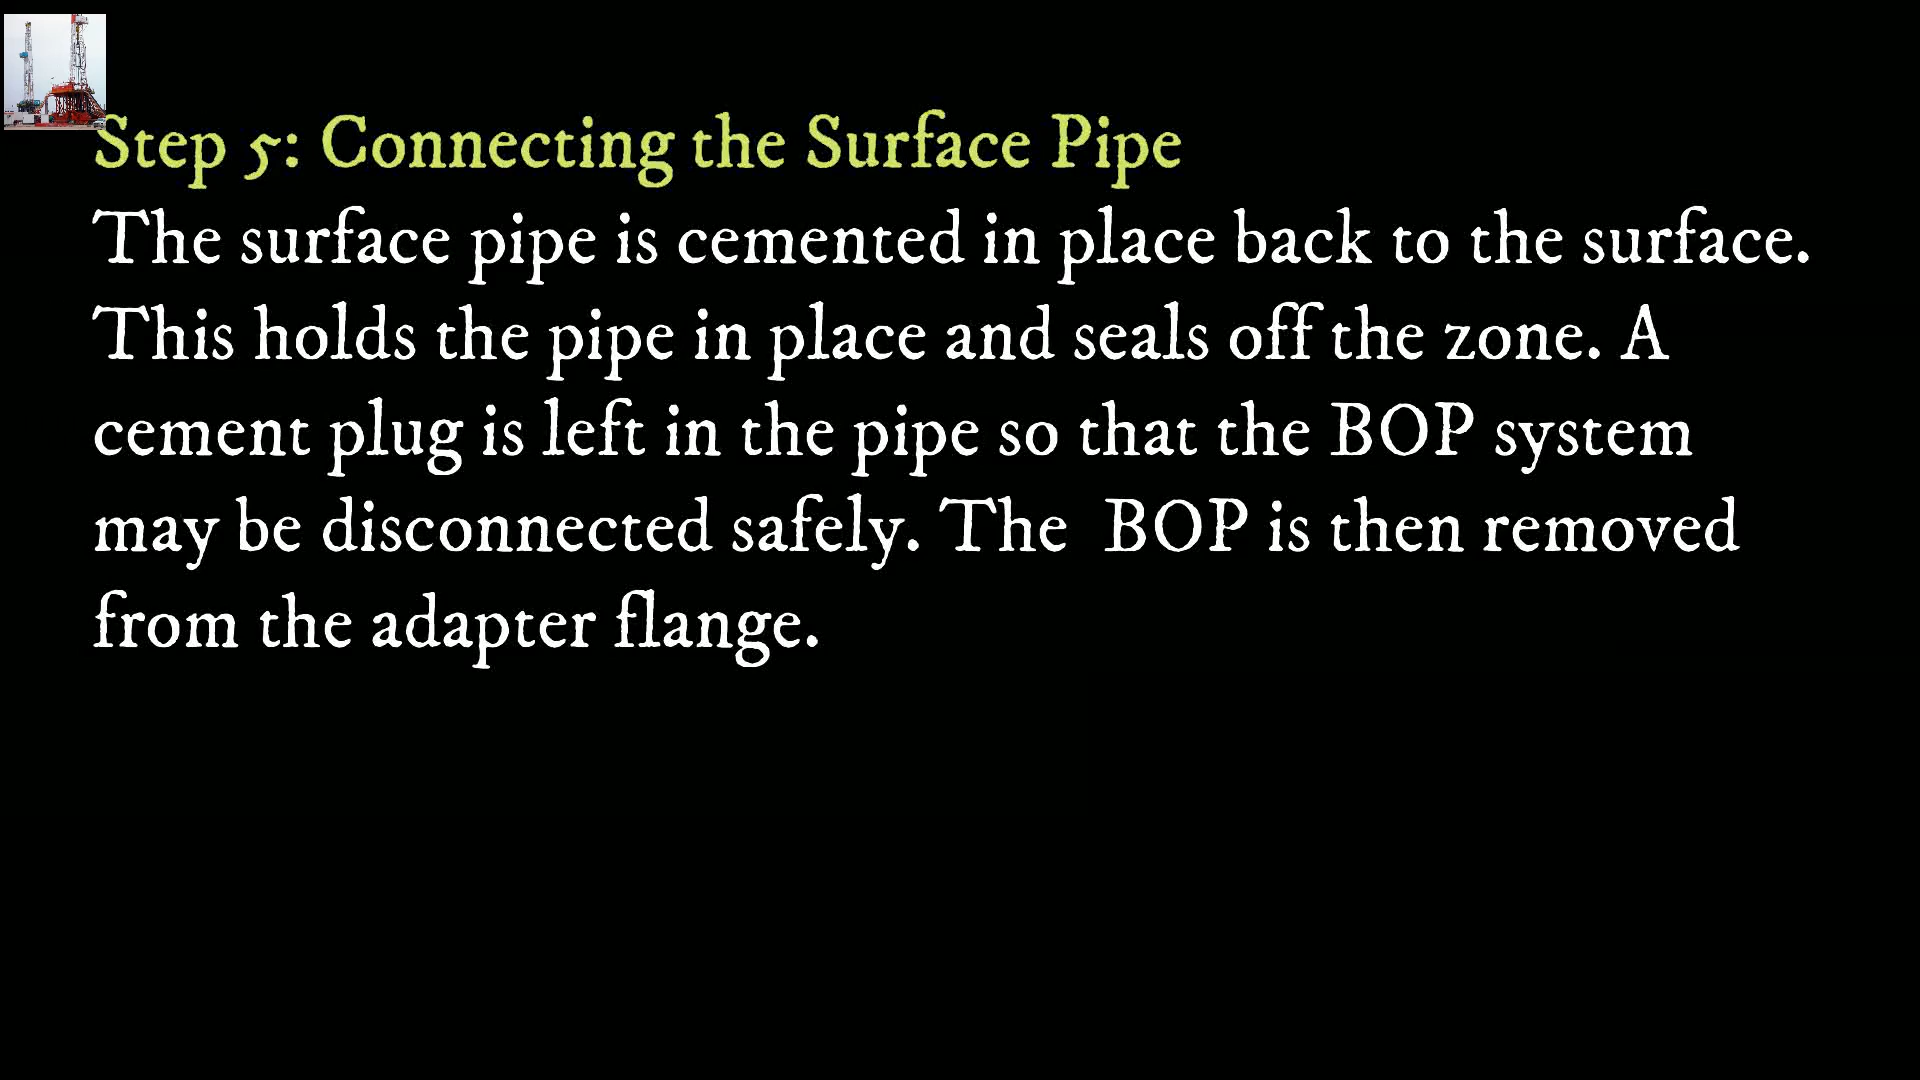 Step 5: Connecting the Surface Pipe
The surface pipe is cemented in place back to the surface.
This holds the pipe in place and seals off the zone. A
cement plug is left in the pipe so that the BOP system
may be disconnected safely. The  BOP is then removed
from the adapter flange.